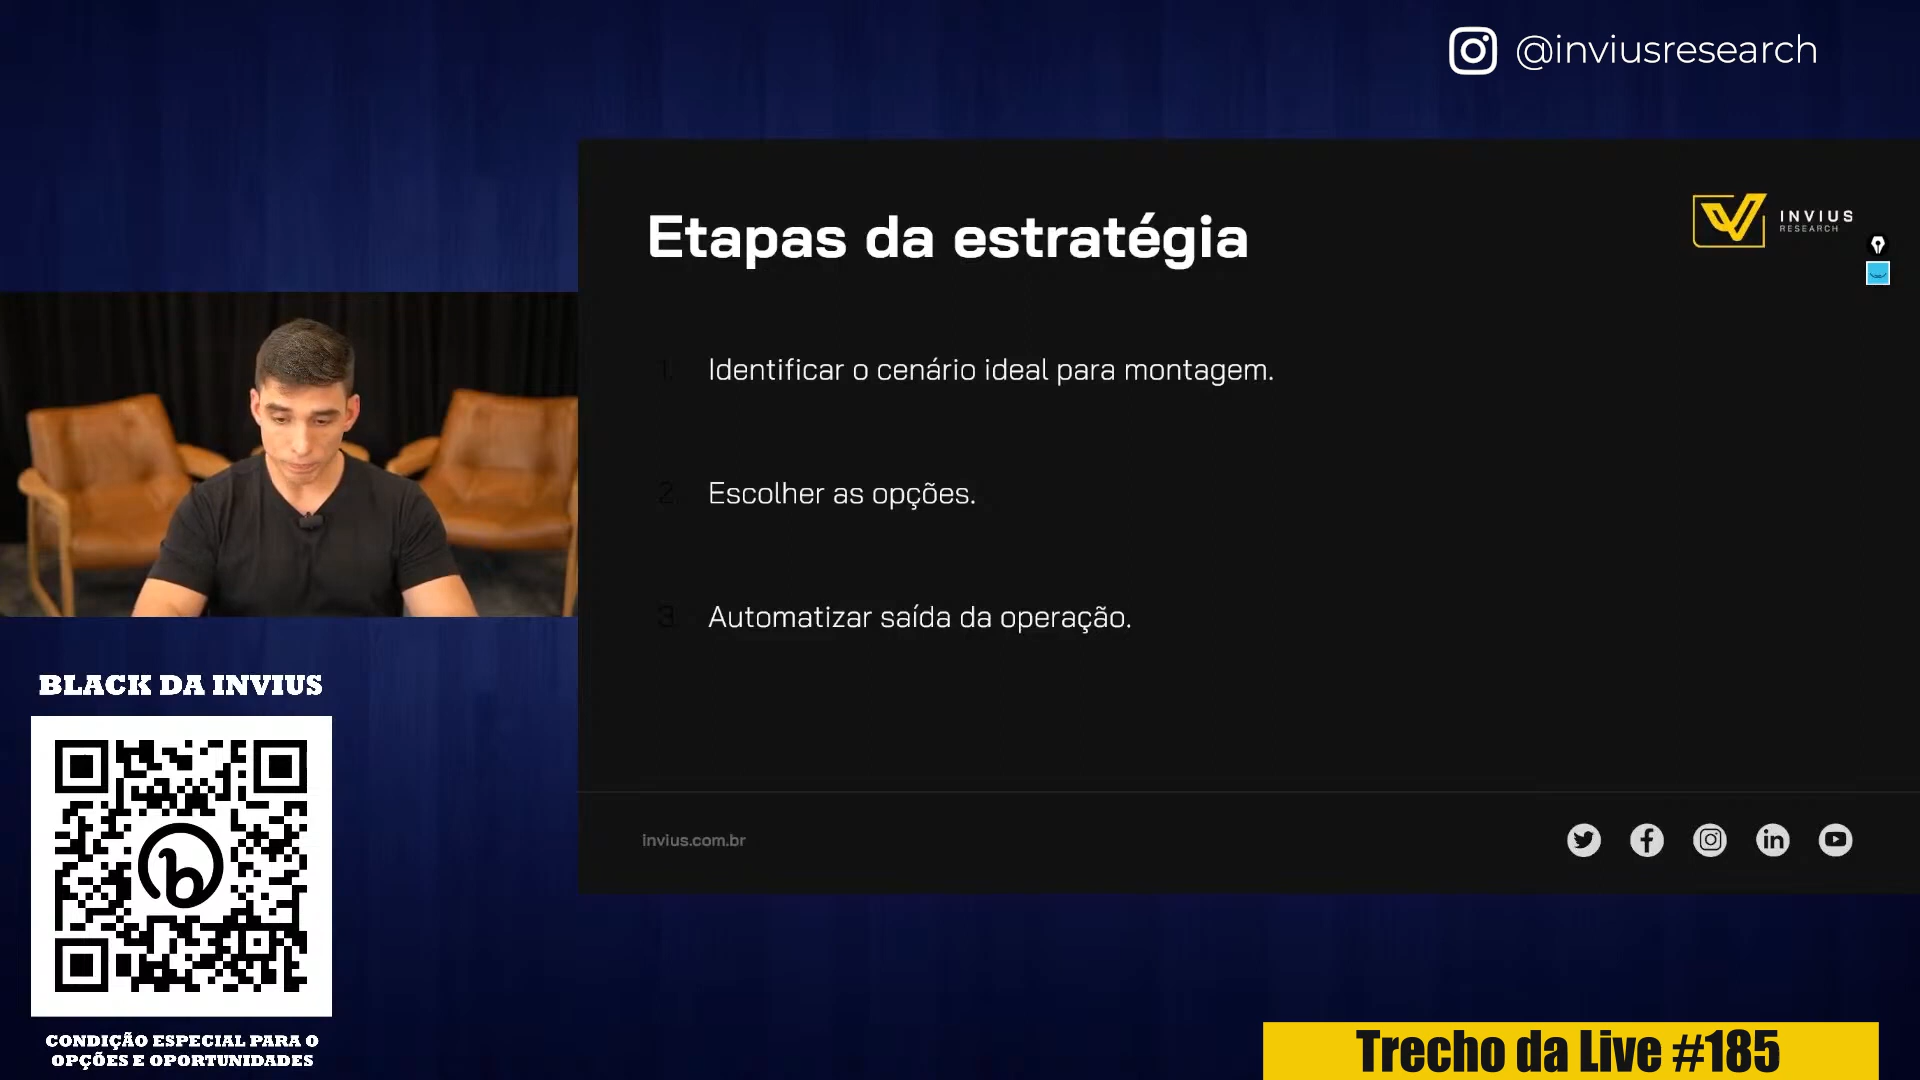 @inviusresearch
Etapas da estratégia
INVIUS
RESEARCH
1. Identificar o cenário ideal para montagem.
2. Escolher as opções.
3. Automatizar saída da operação.
invius.com.br
BLACK DA INVIUS
CONDIÇÃO ESPECIAL PARA O
OPÇÕES E OPORTUNIDADES
Trecho da Live #185